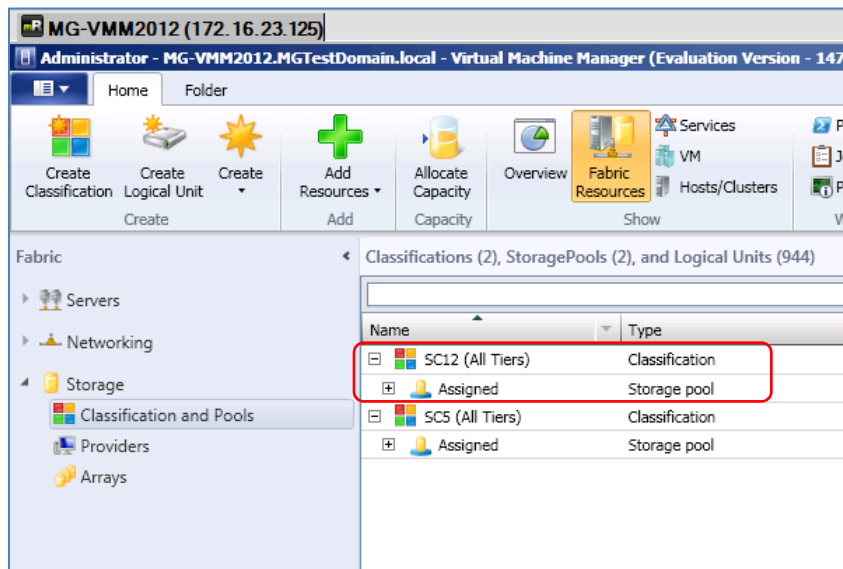 MG-VMM2012 (172.16.23.125)
Administrator - MG-VMM2012.MGTestDomain.local - Virtual Machine Manager (Evaluation Version - 147
Home Folder
Create Classification
Create Logical Unit
Create
Add Resources
Allocate Capacity
Overview
Fabric Resources
Services
VM
Hosts/Clusters
P
J
P
Create Add Capacity Show W
Fabric
Classifications (2), StoragePools (2), and Logical Units (944)
Servers
Networking
Storage
Classification and Pools
Providers
Arrays
Name Type
SC12 (All Tiers) Classification
Assigned Storage pool
SC5 (All Tiers) Classification
Assigned Storage pool